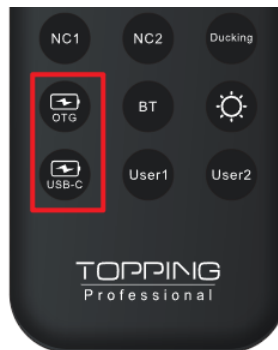 NC1 NC2 Ducking
OTG BT
USB-C User1 User2
TOPPING
Professional